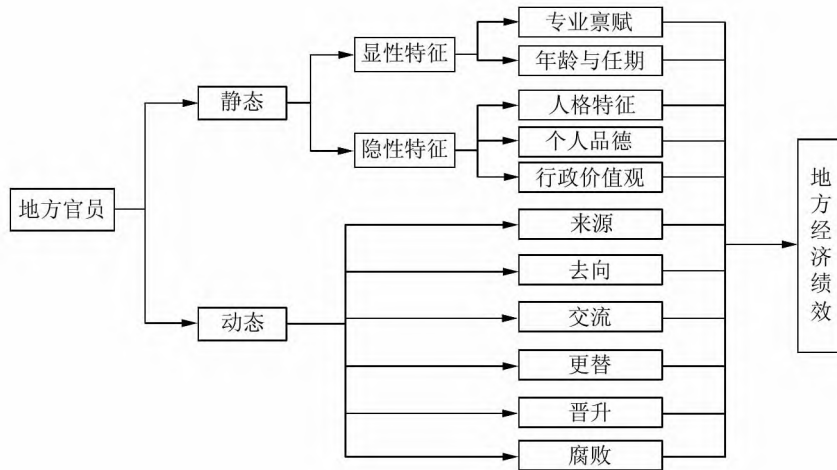 专业禀赋
显性特征
年龄与任期
静态
人格特征
隐性特征
个人品德
行政价值观
地方官员
来源
去向
动态
交流
更替
晋升
腐败
地方经济绩效